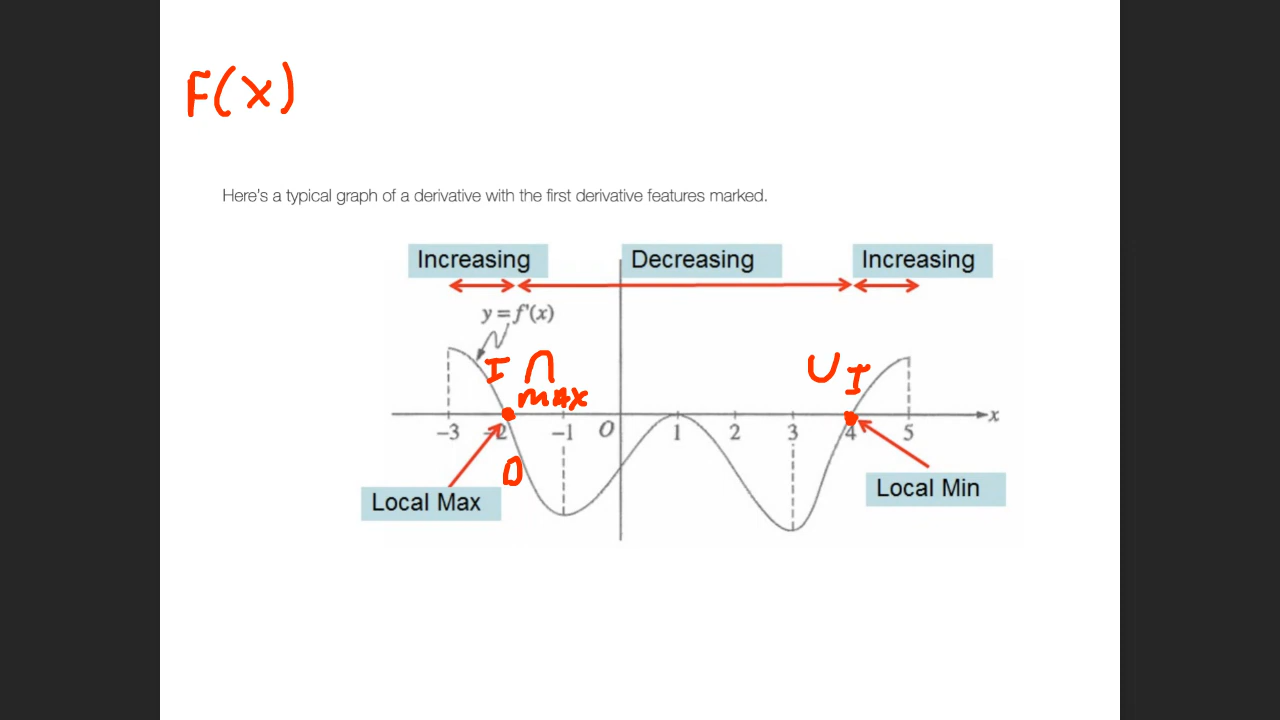 F(x)
Here's a typical graph of a derivative with the first derivative features marked.
Increasing Decreasing Increasing
y = f'(x)
I ∩ U I
MAX
-3 -2 -1 O 1 2 3 4 5 x
D
Local Max Local Min